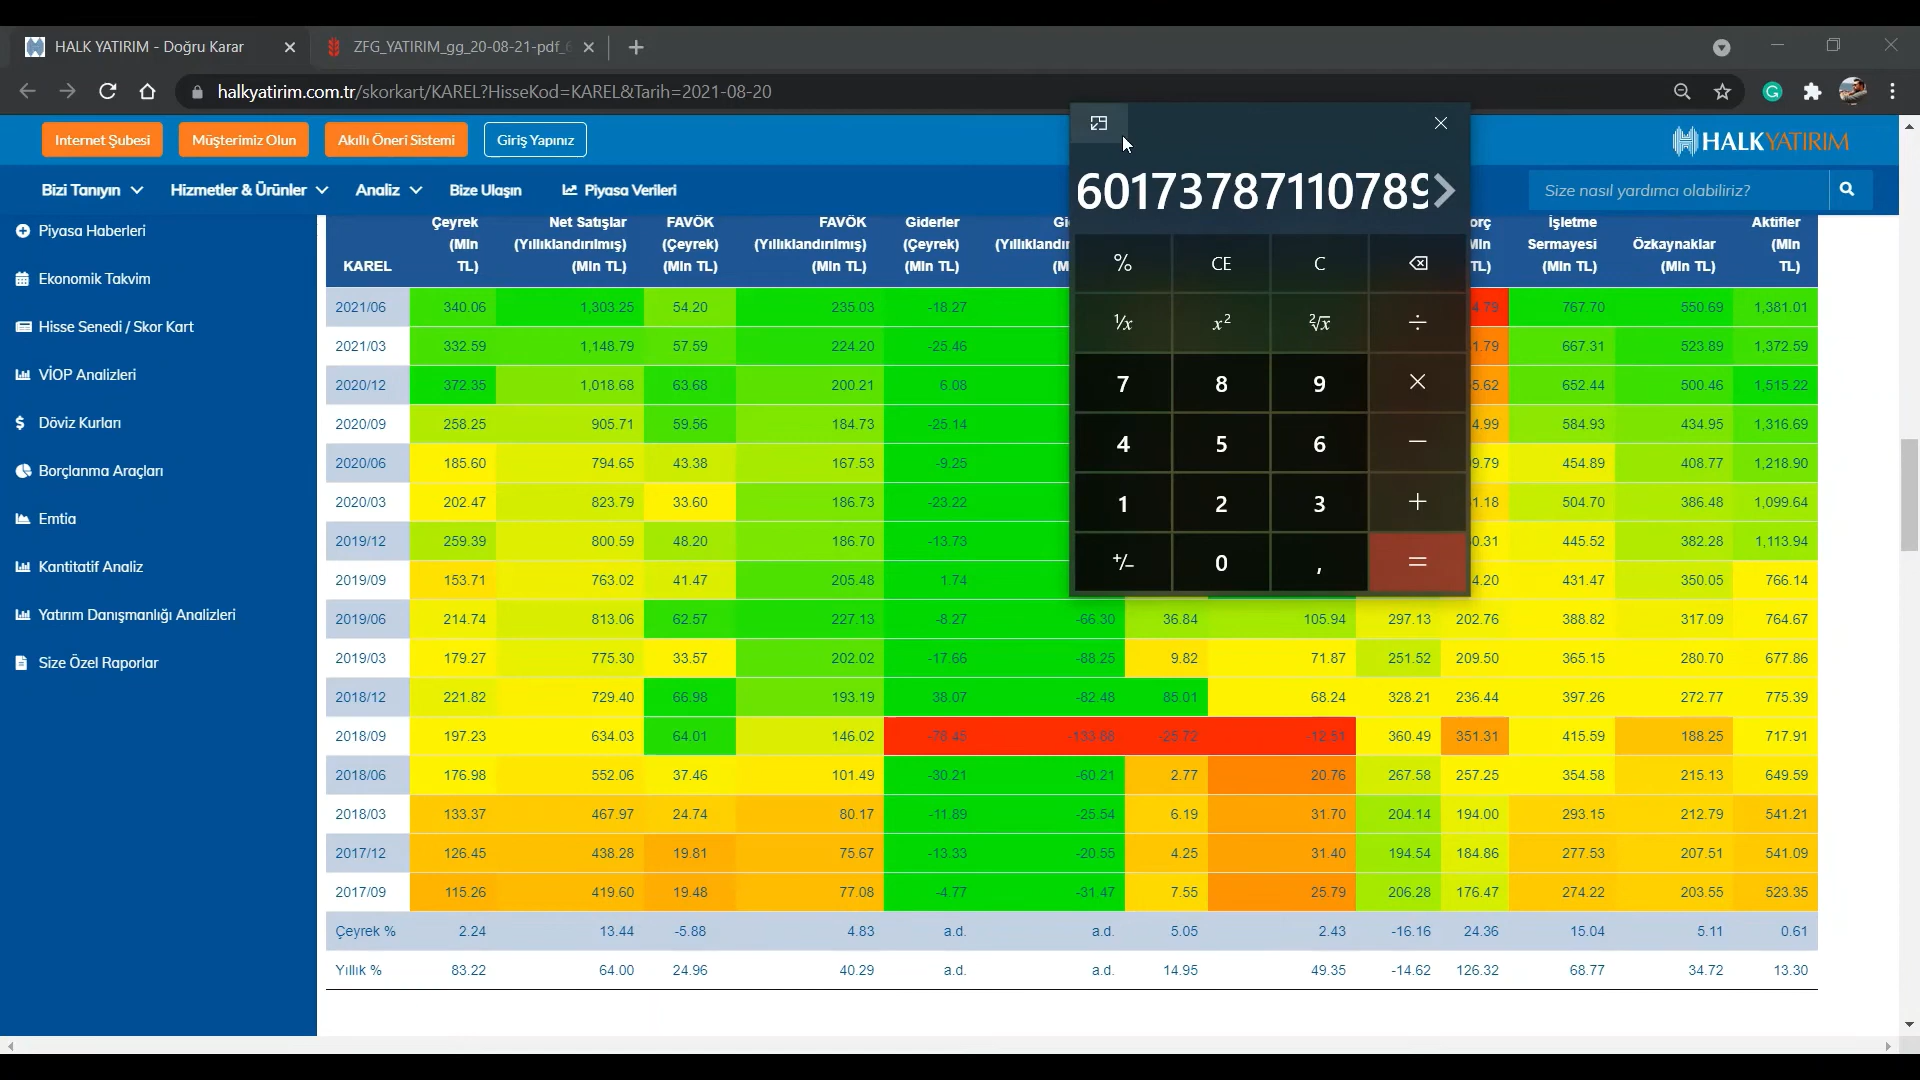 HALK YATIRIM - Doğru Karar
ZFG_YATIRIM_gg_20-08-21-pdf_6
halkyatirim.com.tr/skorkart/KAREL?HisseKod=KAREL&Tarih=2021-08-20
Internet Şubesi Müşterimiz Olun Akıllı Öneri Sistemi Giriş Yapınız
HALKYATIRIM
Bizi Tanıyın Hizmetler & Ürünler Analiz Bize Ulaşın Piyasa Verileri
Size nasıl yardımcı olabiliriz?
Piyasa Haberleri
Ekonomik Takvim
Hisse Senedi / Skor Kart
VİOP Analizleri
Döviz Kurları
Borçlanma Araçları
Emtia
Kantitatif Analiz
Yatırım Danışmanlığı Analizleri
Size Özel Raporlar
Çeyrek Net Satışlar FAVÖK FAVÖK Giderler İşletme Aktifler
(Mln (Yıllıklandırılmış) (Çeyrek) (Yıllıklandırılmış) (Çeyrek) Sermayesi Özkaynaklar (Mln
KAREL TL) (Mln TL) (Mln TL) (Mln TL) (Mln TL) TL) (Mln TL) (Mln TL) TL)
2021/06 340.06 1,303.25 54.20 235.03 -18.27 767.70 550.69 1,381.01
2021/03 332.59 1,148.79 57.59 224.20 -25.46 667.31 523.89 1,372.59
2020/12 372.35 1,018.68 63.68 200.21 6.08 652.44 500.46 1,515.22
2020/09 258.25 905.71 59.56 184.73 -25.14 584.93 434.95 1,316.69
2020/06 185.60 794.65 43.38 167.53 -9.25 454.89 408.77 1,218.90
2020/03 202.47 823.79 33.60 186.73 -23.22 504.70 386.48 1,099.64
2019/12 259.39 800.59 48.20 186.70 -13.73 445.52 382.28 1,113.94
2019/09 153.71 763.02 41.47 205.48 1.74 431.47 350.05 766.14
2019/06 214.74 813.06 62.57 227.13 -8.27 -66.30 36.84 105.94 297.13 202.76 388.82 317.09 764.67
2019/03 179.27 775.30 33.57 202.02 -17.66 -88.25 9.82 71.87 251.52 209.50 365.15 280.70 677.86
2018/12 221.82 729.40 66.98 193.19 38.07 -82.48 85.01 68.24 328.21 236.44 397.26 272.77 775.39
2018/09 197.23 634.03 64.01 146.02 -78.45 -133.88 -25.72 -12.51 360.49 351.31 415.59 188.25 717.91
2018/06 176.98 552.06 37.46 101.49 -30.21 -60.21 2.77 20.76 267.58 257.25 354.58 215.13 649.59
2018/03 133.37 467.97 24.74 80.17 -11.89 -25.54 6.19 31.70 204.14 194.00 293.15 212.79 541.21
2017/12 126.45 438.28 19.81 75.67 -13.33 -20.55 4.25 31.40 194.54 184.86 277.53 207.51 541.09
2017/09 115.26 419.60 19.48 77.08 -4.77 -31.47 7.55 25.79 206.28 176.47 274.22 203.55 523.35
Çeyrek % 2.24 13.44 -5.88 4.83 a.d. a.d. 5.05 2.43 -16.16 24.36 15.04 5.11 0.61
Yıllık % 83.22 64.00 24.96 40.29 a.d. a.d. 14.95 49.35 -14.62 126.32 68.77 34.72 13.30
60173787110789
% CE C
1/x x² ²√x ÷
7 8 9 ×
4 5 6 −
1 2 3 +
+/− 0 , =